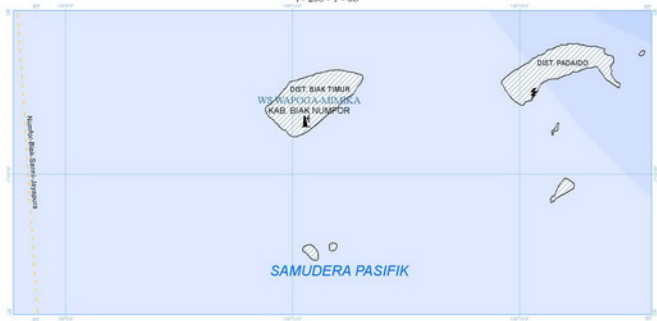 DIST. PADAIDO
DIST. BIAK TIMUR
WS WAPOGA-MIMIKA
KAB. BIAK NUMFOR
Numfor-Biak-Sarmi-Jayapura
SAMUDERA PASIFIK